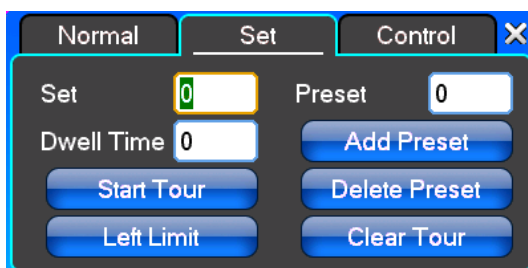 Normal Set Control X
Set 0 Preset 0
Dwell Time 0 Add Preset
Start Tour Delete Preset
Left Limit Clear Tour